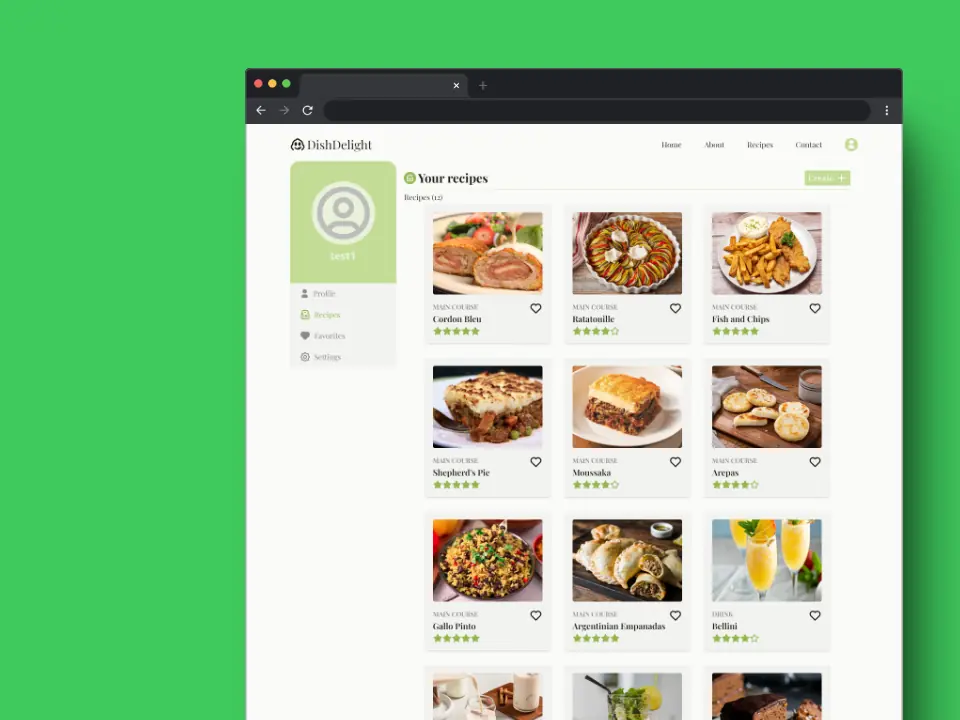 DishDelight
Home About Recipes Contact
test1
Profile
Recipes
Favorites
Settings
Your recipes
Create +
Recipes (12)
MAIN COURSE
Cordon Bleu
MAIN COURSE
Ratatouille
MAIN COURSE
Fish and Chips
MAIN COURSE
Shepherd's Pie
MAIN COURSE
Moussaka
MAIN COURSE
Arepas
MAIN COURSE
Gallo Pinto
MAIN COURSE
Argentinian Empanadas
DRINK
Bellini